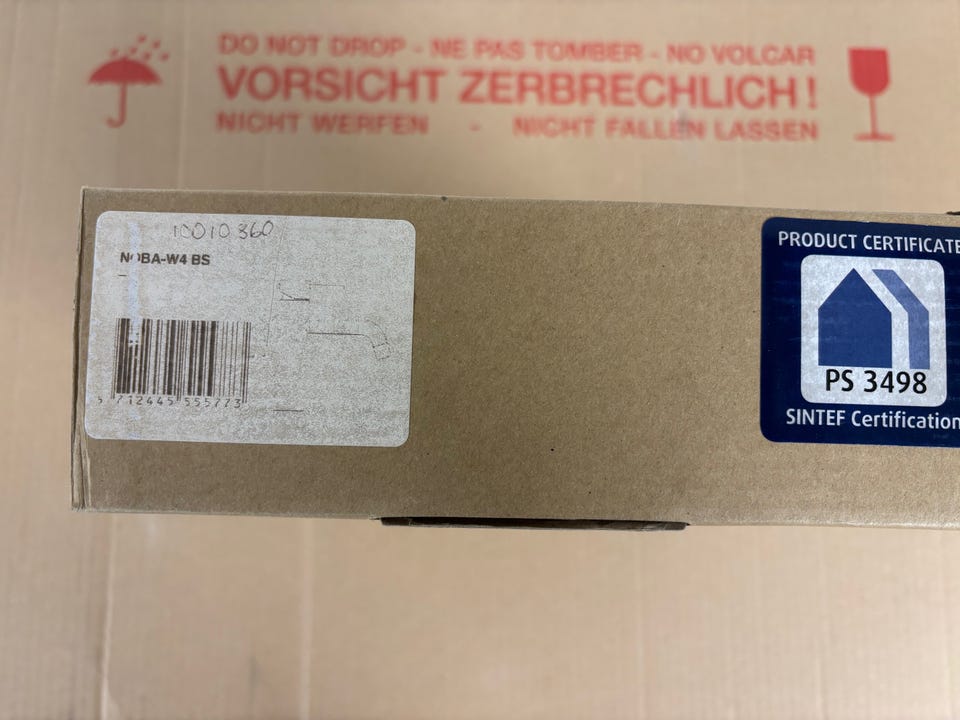 DO NOT DROP - NE PAS TOMBER - NO VOLCAR
VORSICHT ZERBRECHLICH!
NICHT WERFEN - NICHT FALLEN LASSEN
10010360
NOBA-W4 BS
5 712445 555773
PRODUCT CERTIFICATE
PS 3498
SINTEF Certification